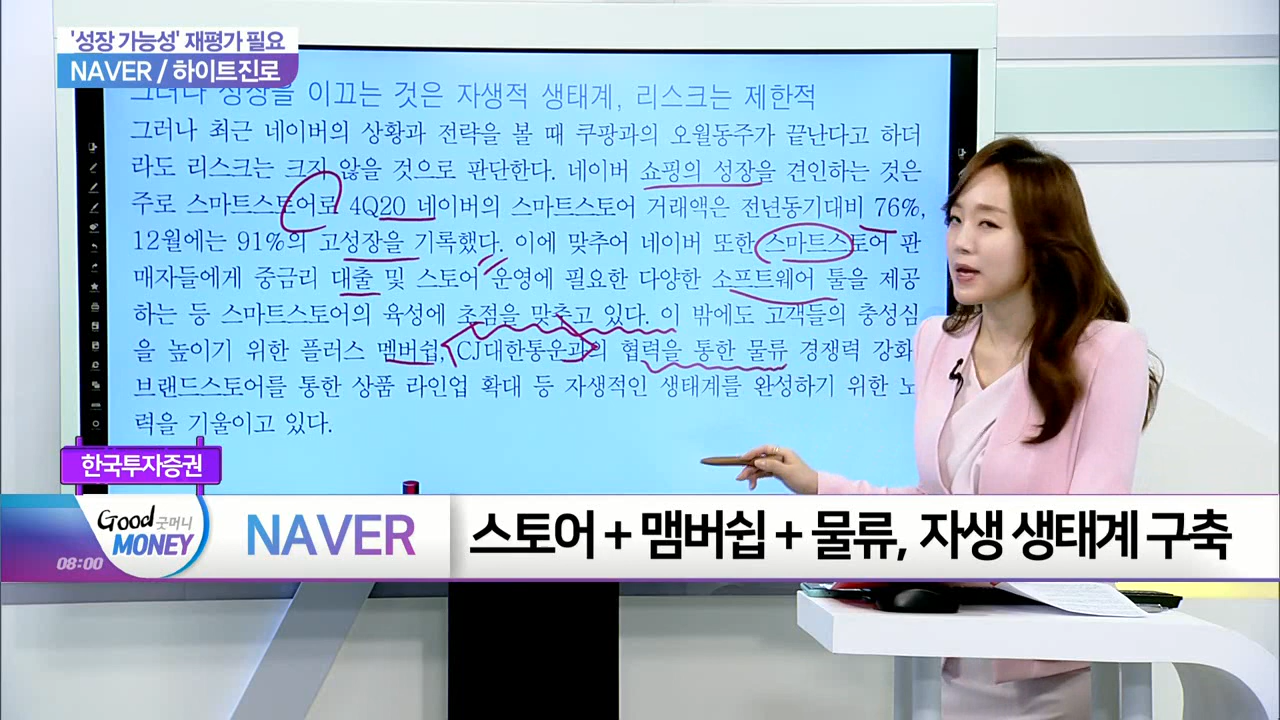 '성장 가능성' 재평가 필요
NAVER / 하이트진로
그러나 성장을 이끄는 것은 자생적 생태계, 리스크는 제한적
그러나 최근 네이버의 상황과 전략을 볼 때 쿠팡과의 오월동주가 끝난다고 하더
라도 리스크는 크지 않을 것으로 판단한다. 네이버 쇼핑의 성장을 견인하는 것은
주로 스마트스토어로 4Q20 네이버의 스마트스토어 거래액은 전년동기대비 76%,
12월에는 91%의 고성장을 기록했다. 이에 맞추어 네이버 또한 스마트스토어 판
매자들에게 중금리 대출 및 스토어 운영에 필요한 다양한 소프트웨어 툴을 제공
하는 등 스마트스토어의 육성에 초점을 맞추고 있다. 이 밖에도 고객들의 충성심
을 높이기 위한 플러스 멤버쉽, CJ대한통운과의 협력을 통한 물류 경쟁력 강화
브랜드스토어를 통한 상품 라인업 확대 등 자생적인 생태계를 완성하기 위한 노
력을 기울이고 있다.
한국투자증권
Good 굿머니
MONEY
08:00
NAVER
스토어 + 맴버쉽 + 물류, 자생 생태계 구축